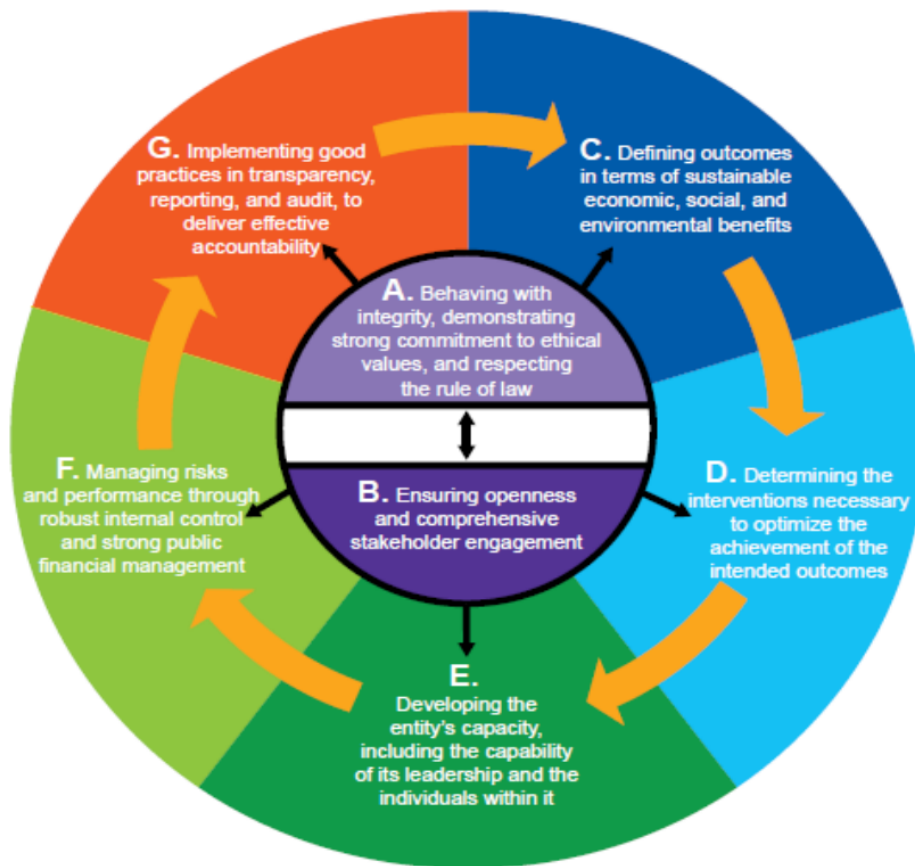 A. Behaving with
integrity, demonstrating
strong commitment to ethical
values, and respecting
the rule of law
B. Ensuring openness
and comprehensive
stakeholder engagement
C. Defining outcomes
in terms of sustainable
economic, social, and
environmental benefits
D. Determining the
interventions necessary
to optimize the
achievement of the
intended outcomes
E.
Developing the
entity's capacity,
including the capability
of its leadership and the
individuals within it
F. Managing risks
and performance through
robust internal control
and strong public
financial management
G. Implementing good
practices in transparency,
reporting, and audit, to
deliver effective
accountability